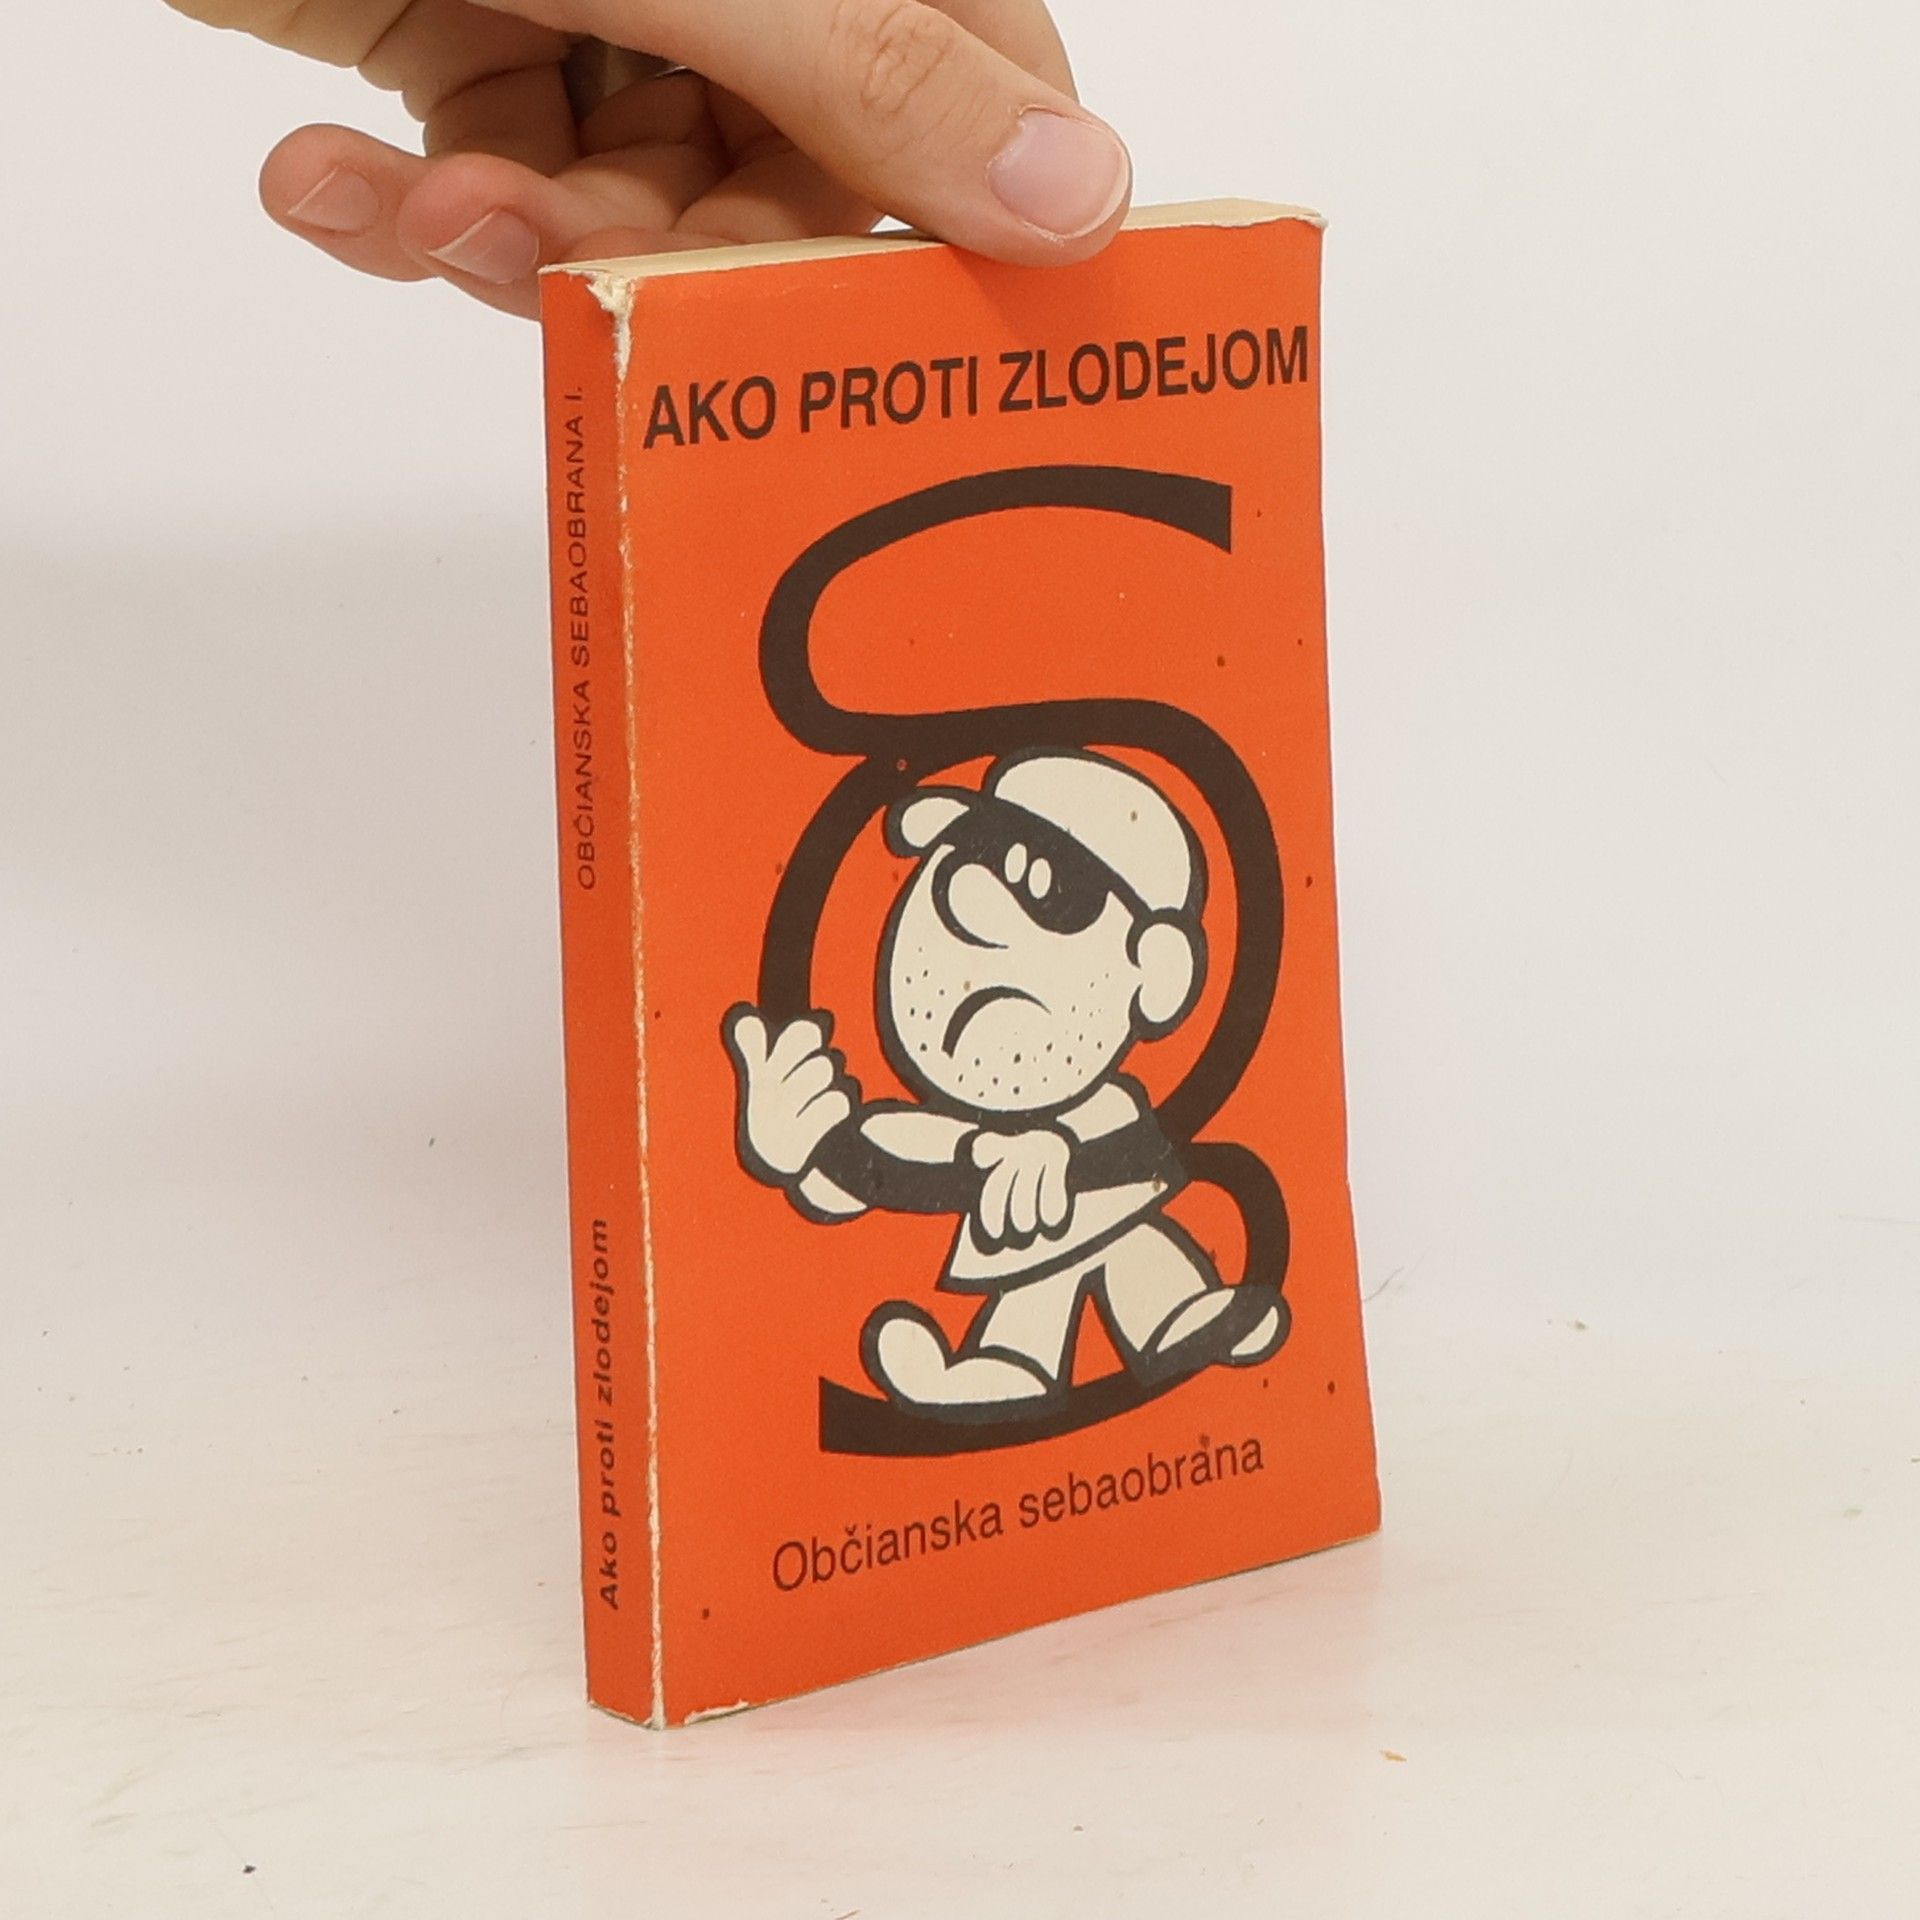 AKO PROTI ZLODEJOM
Občianska sebaobrana
OBČIANSKA SEBAOBRANA I.
Ako proti zlodejom